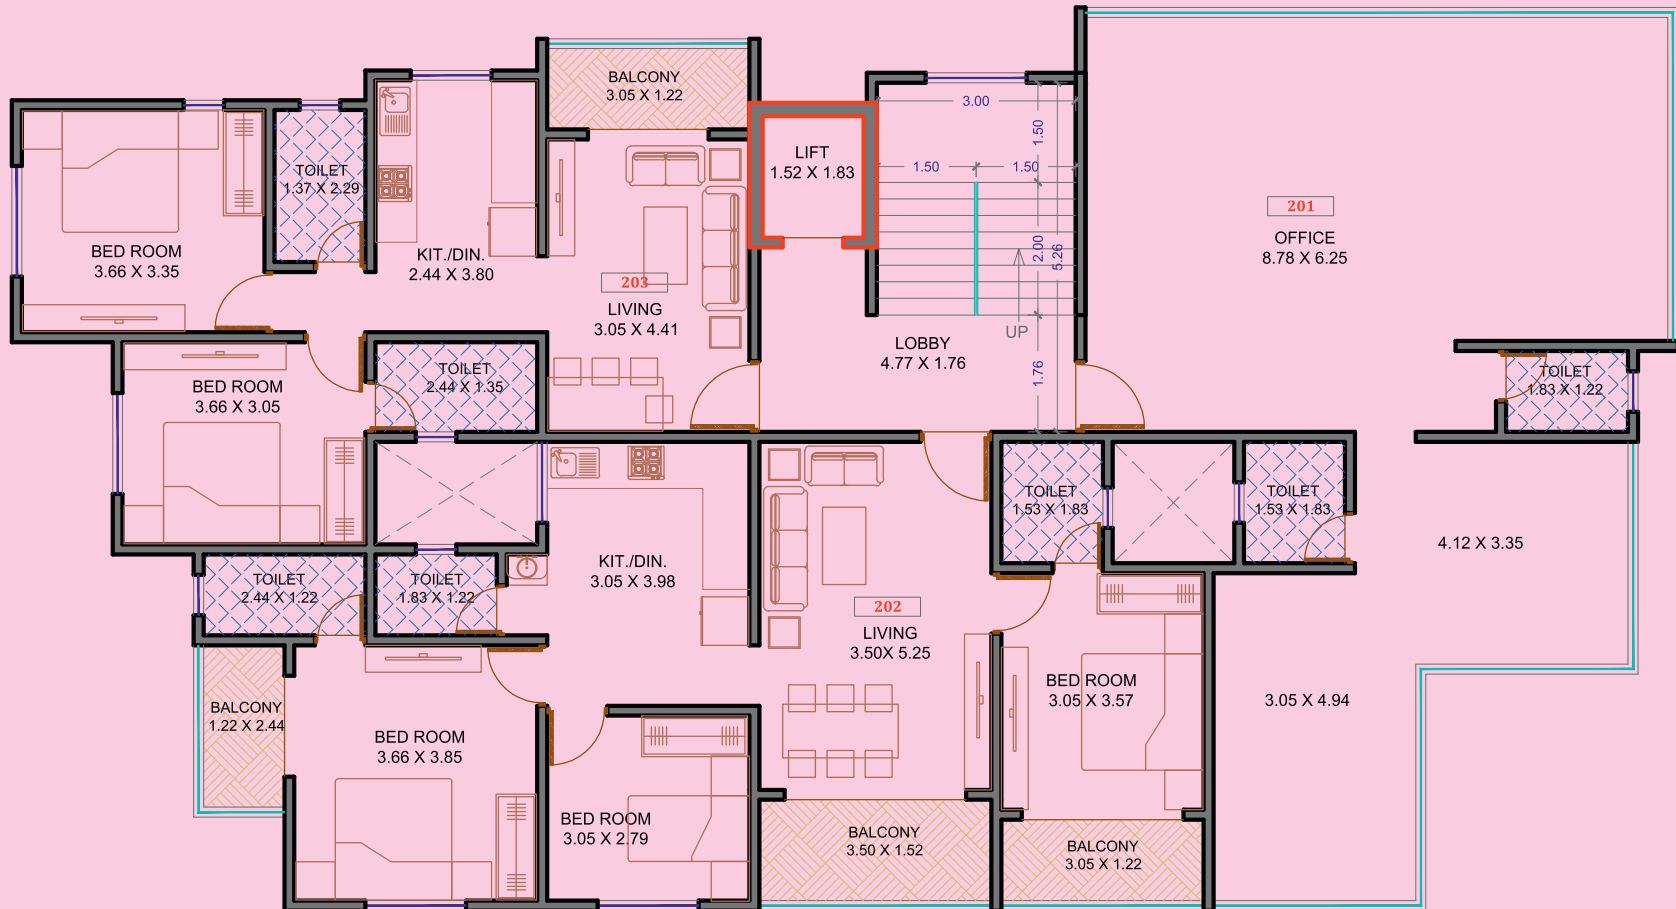 BALCONY
3.05 X 1.22
3.00
1.50
LIFT
1.52 X 1.83
1.50
1.50
TOILET
1.37 X 2.29
201
OFFICE
8.78 X 6.25
BED ROOM
3.66 X 3.35
KIT./DIN.
2.44 X 3.80
203
LIVING
3.05 X 4.41
2.00
5.26
UP
LOBBY
4.77 X 1.76
1.76
TOILET
2.44 X 1.35
TOILET
1.83 X 1.22
BED ROOM
3.66 X 3.05
TOILET
1.53 X 1.83
TOILET
1.53 X 1.83
4.12 X 3.35
KIT./DIN.
3.05 X 3.98
TOILET
2.44 X 1.22
TOILET
1.83 X 1.22
202
LIVING
3.50X 5.25
BED ROOM
3.05 X 3.57
3.05 X 4.94
BALCONY
1.22 X 2.44
BED ROOM
3.66 X 3.85
BED ROOM
3.05 X 2.79
BALCONY
3.50 X 1.52
BALCONY
3.05 X 1.22